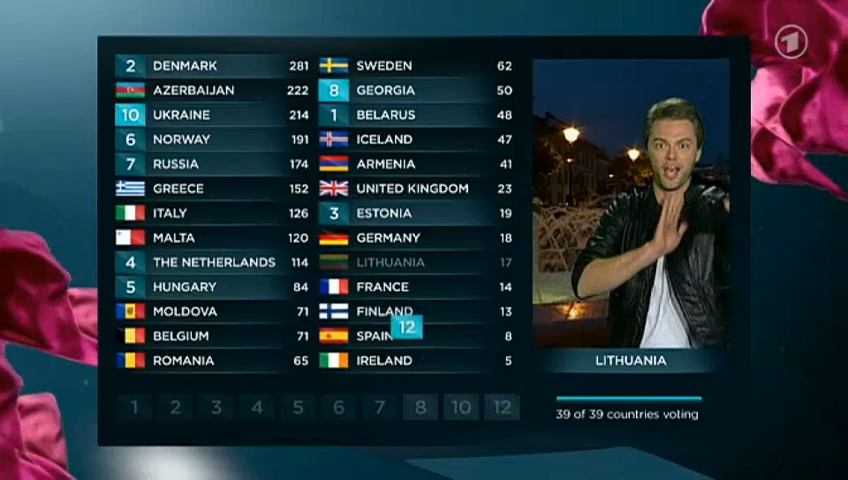 2 DENMARK 281
AZERBAIJAN 222
10 UKRAINE 214
6 NORWAY 191
7 RUSSIA 174
GREECE 152
ITALY 126
MALTA 120
4 THE NETHERLANDS 114
5 HUNGARY 84
MOLDOVA 71
BELGIUM 71
ROMANIA 65
SWEDEN 62
8 GEORGIA 50
1 BELARUS 48
ICELAND 47
ARMENIA 41
UNITED KINGDOM 23
3 ESTONIA 19
GERMANY 18
LITHUANIA 17
FRANCE 14
FINLAND 13
12
SPAIN 8
IRELAND 5
1 2 3 4 5 6 7 8 10 12
1
LITHUANIA
39 of 39 countries voting